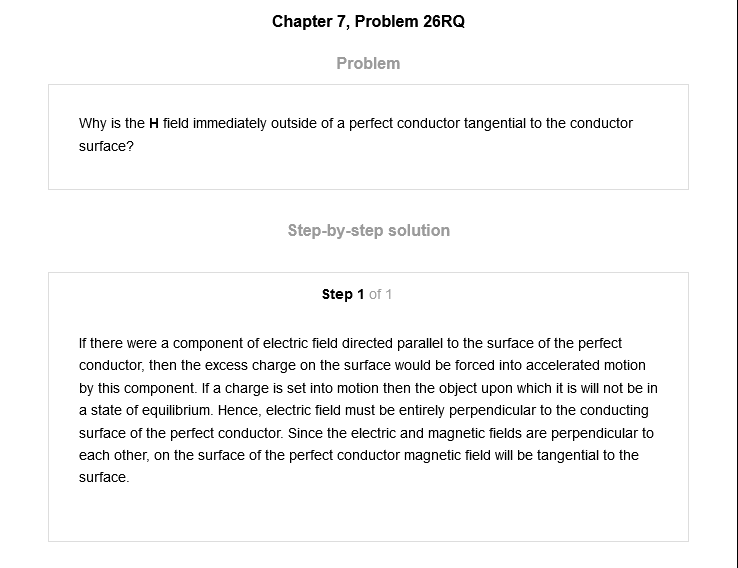 Chapter 7, Problem 26RQ
Problem
Why is the H field immediately outside of a perfect conductor tangential to the conductor
surface?
Step-by-step solution
Step 1 of 1
If there were a component of electric field directed parallel to the surface of the perfect
conductor, then the excess charge on the surface would be forced into accelerated motion
by this component. If a charge is set into motion then the object upon which it is will not be in
a state of equilibrium. Hence, electric field must be entirely perpendicular to the conducting
surface of the perfect conductor. Since the electric and magnetic fields are perpendicular to
each other, on the surface of the perfect conductor magnetic field will be tangential to the
surface.